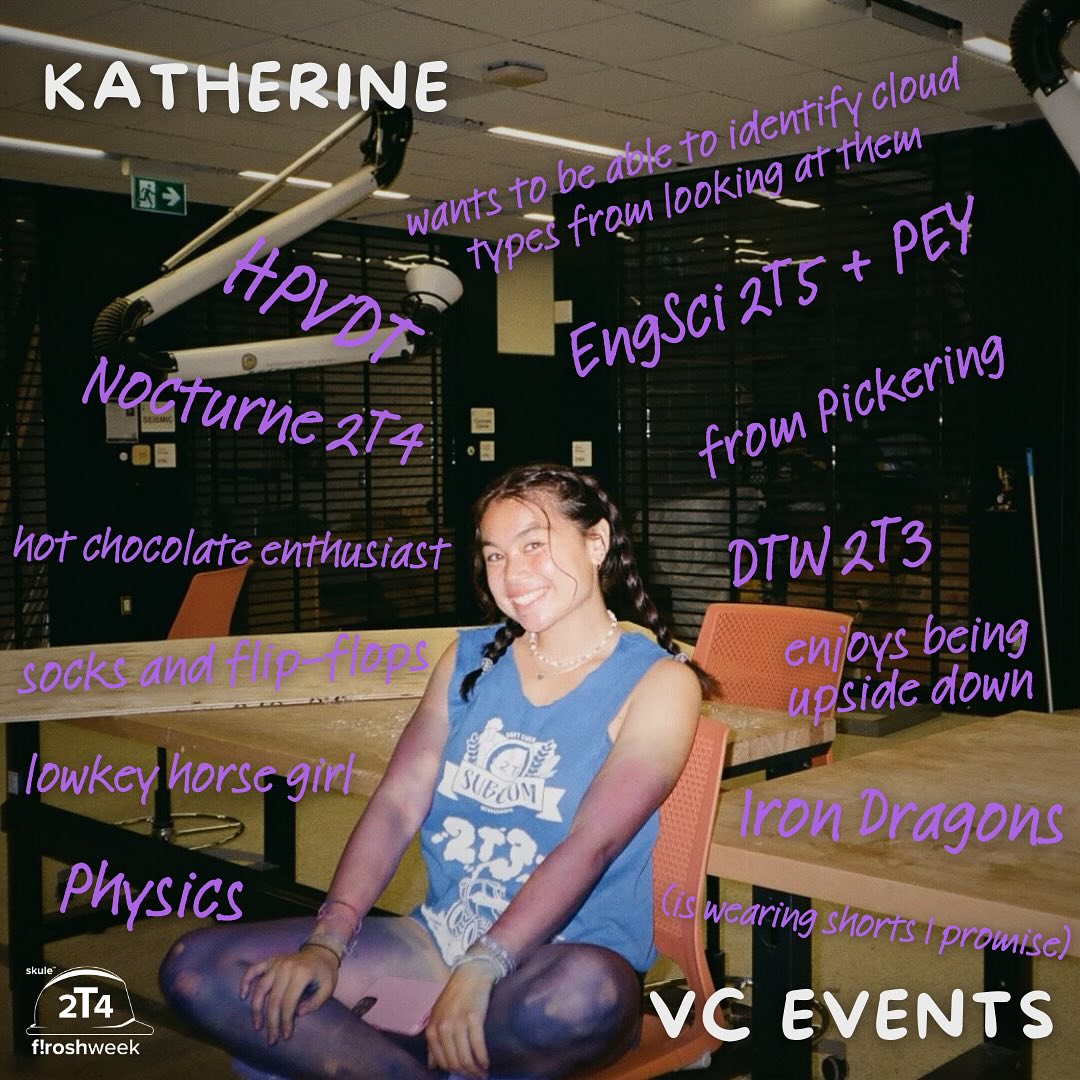 KATHERINE
wants to be able to identify cloud
types from looking at them
HPVDT
EngSci 2T5 + PEY
Nocturne 2T4
from Pickering
SEISMIC
hot chocolate enthusiast
DTW 2T3
socks and flip-flops
enjoys being
upside down
lowkey horse girl
SUBCOM
2T3
Iron Dragons
Physics
(is wearing shorts I promise)
skule™
2T4
f!roshweek
VC EVENTS